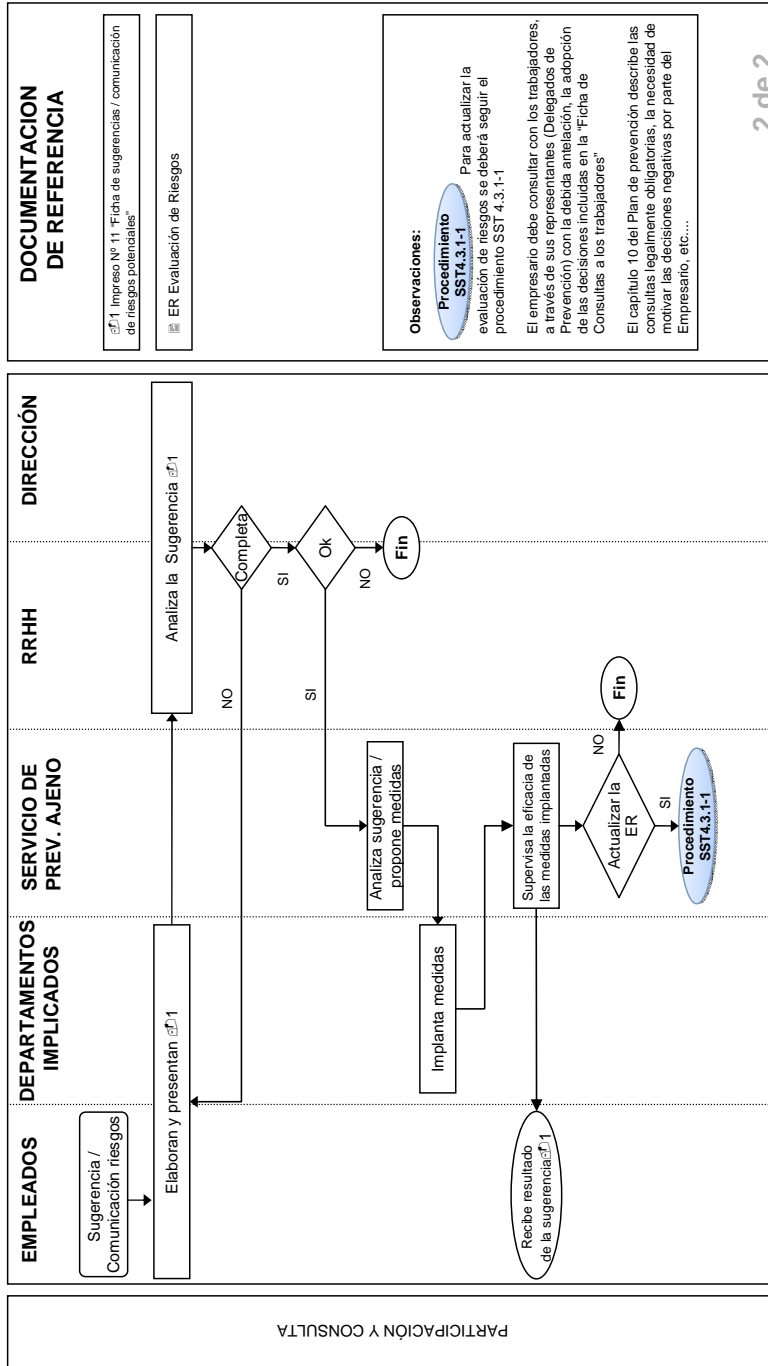 PARTICIPACIÓN Y CONSULTA
EMPLEADOS
DEPARTAMENTOS
IMPLICADOS
SERVICIO DE
PREV. AJENO
RRHH
DIRECCIÓN
Sugerencia /
Comunicación riesgos
Elaboran y presentan 1
Analiza la Sugerencia 1
Completa
NO
SI
Ok
SI
NO
Fin
Analiza sugerencia /
propone medidas
Implanta medidas
Supervisa la eficacia de
las medidas implantadas
Recibe resultado
de la sugerencia 1
Actualizar la
ER
NO
Fin
SI
Procedimiento
SST4.3.1-1
DOCUMENTACION
DE REFERENCIA
1 Impreso Nº 11 "Ficha de sugerencias / comunicación
de riesgos potenciales"
ER Evaluación de Riesgos
Observaciones:
Procedimiento
SST4.3.1-1
Para actualizar la
evaluación de riesgos se deberá seguir el
procedimiento SST 4.3.1-1
El empresario debe consultar con los trabajadores,
a través de sus representantes (Delegados de
Prevención) con la debida antelación, la adopción
de las decisiones incluidas en la "Ficha de
Consultas a los trabajadores"
El capítulo 10 del Plan de prevención describe las
consultas legalmente obligatorias, la necesidad de
motivar las decisiones negativas por parte del
Empresario, etc....
2 de 2